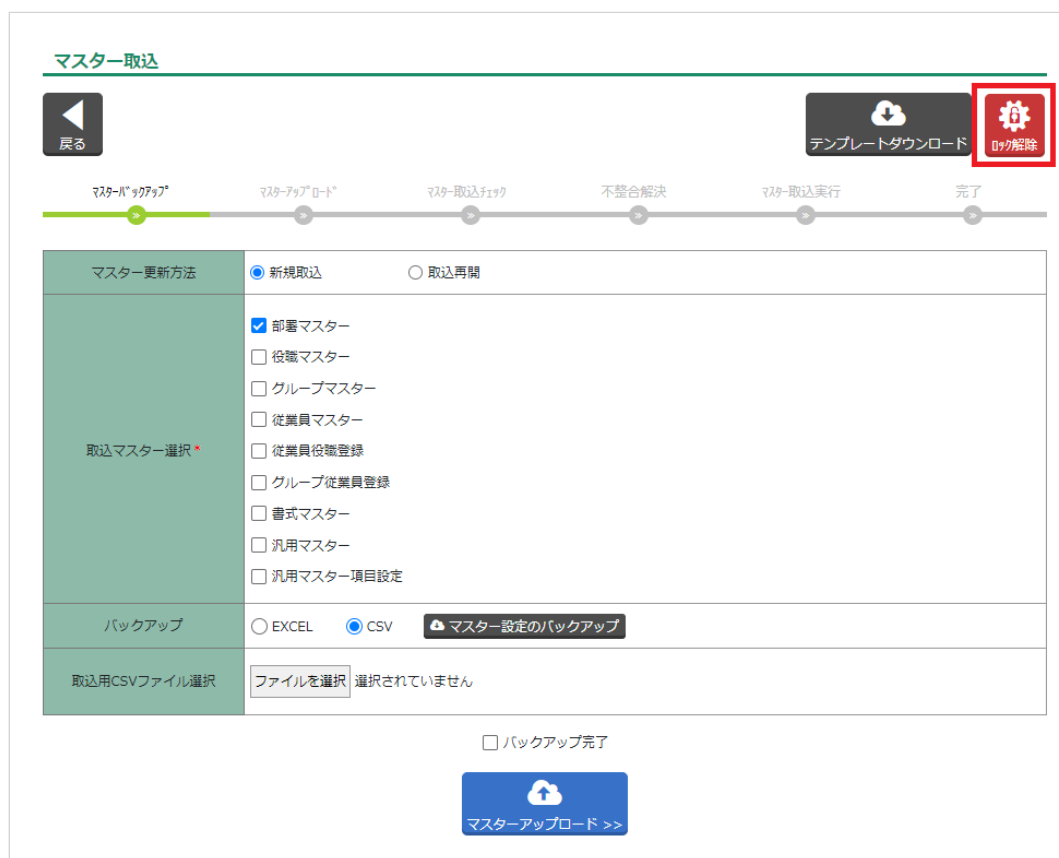 マスター取込
戻る
テンプレートダウンロード
ﾛｯｸ解除
ﾏｽﾀｰﾊﾞｯｸｱｯﾌﾟ
ﾏｽﾀｰｱｯﾌﾟﾛｰﾄﾞ
ﾏｽﾀｰ取込ﾁｪｯｸ
不整合解決
ﾏｽﾀｰ取込実行
完了
マスター更新方法
新規取込
取込再開
取込マスター選択*
部署マスター
役職マスター
グループマスター
従業員マスター
従業員役職登録
グループ従業員登録
書式マスター
汎用マスター
汎用マスター項目設定
バックアップ
EXCEL
CSV
マスター設定のバックアップ
取込用CSVファイル選択
ファイルを選択 選択されていません
バックアップ完了
マスターアップロード >>